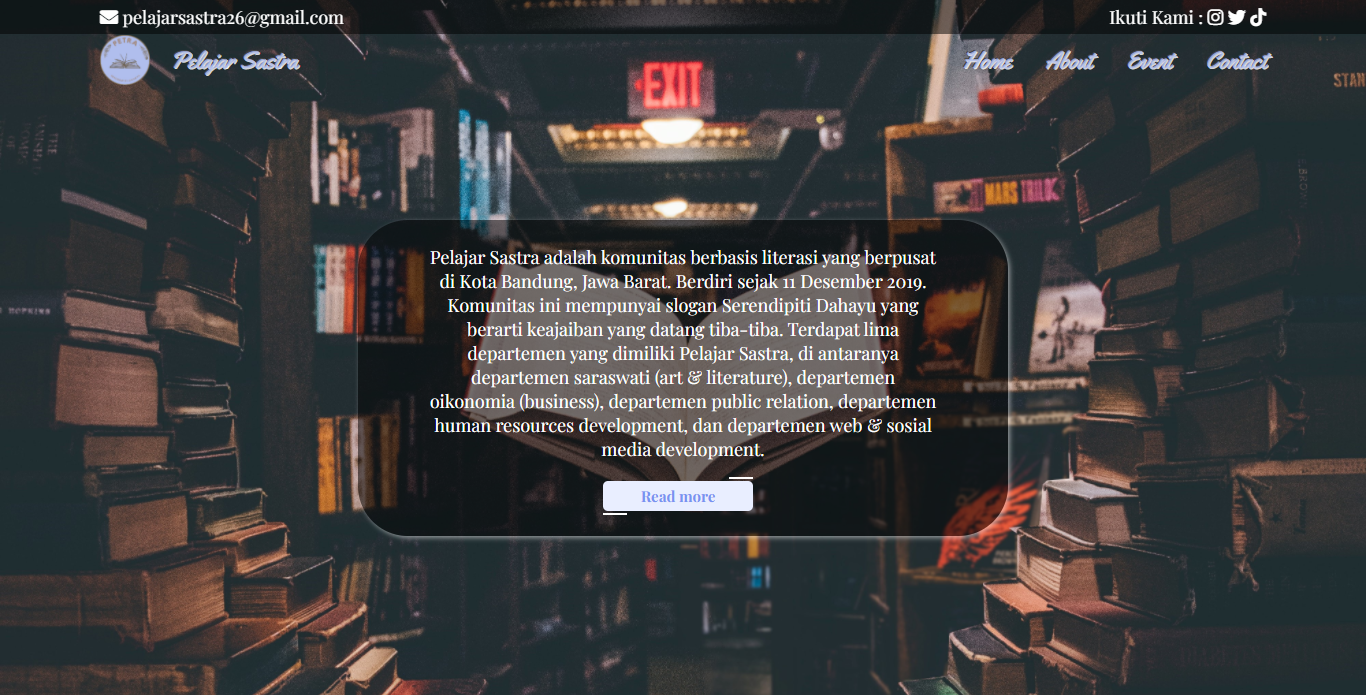 pelajarsastra26@gmail.com
Ikuti Kami :
Pelajar Sastra
Home
About
Event
Contact
EXIT
STAN
MARS
HOPKINS
Pelajar Sastra adalah komunitas berbasis literasi yang berpusat
di Kota Bandung, Jawa Barat. Berdiri sejak 11 Desember 2019.
Komunitas ini mempunyai slogan Serendipiti Dahayu yang
berarti keajaiban yang datang tiba-tiba. Terdapat lima
departemen yang dimiliki Pelajar Sastra, di antaranya
departemen saraswati (art & literature), departemen
oikonomia (business), departemen public relation, departemen
human resources development, dan departemen web & sosial
media development.
Read more